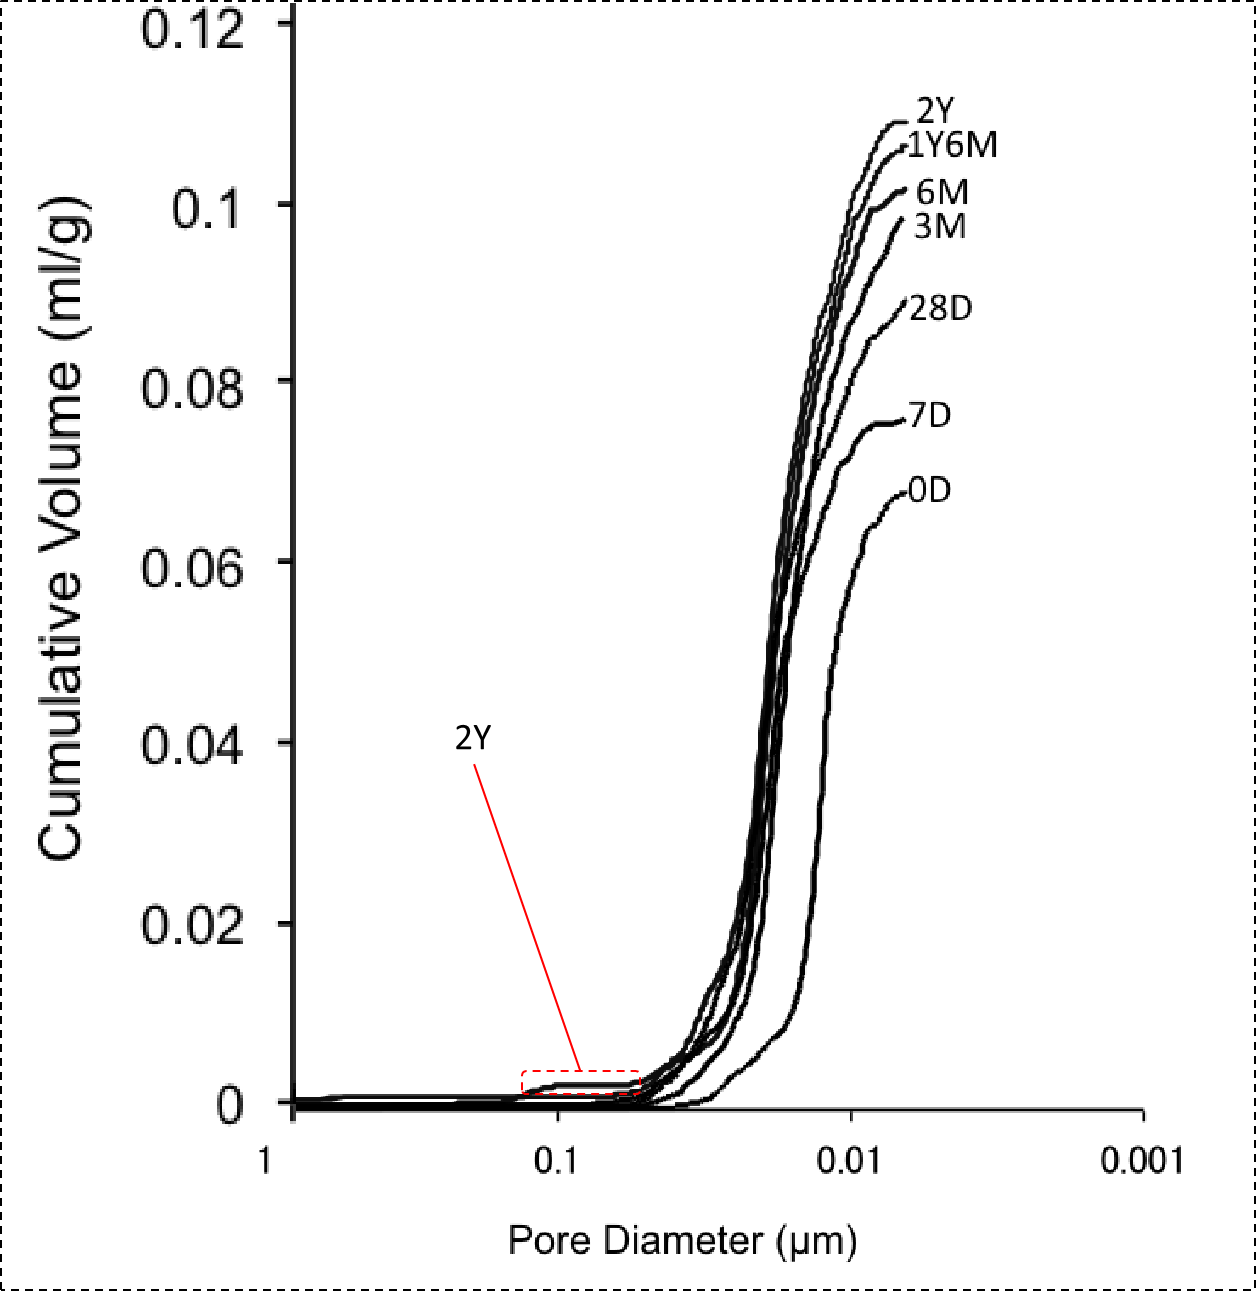 0.12
0.1
0.08
0.06
0.04
0.02
0
Cumulative Volume (ml/g)
2Y
1Y6M
6M
3M
28D
7D
0D
2Y
1
0.1
0.01
0.001
Pore Diameter (μm)